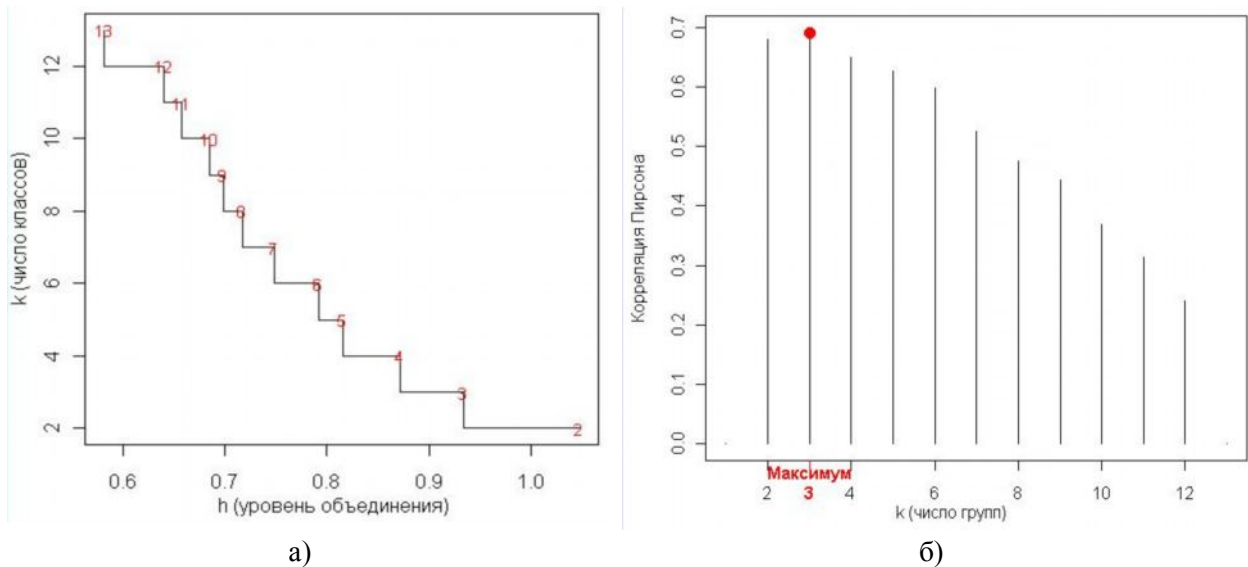 k (число классов)
12
10
8
6
4
2
13
12
11
10
9
8
7
6
5
4
3
2
0.6 0.7 0.8 0.9 1.0
h (уровень объединения)
а)
Корреляция Пирсона
0.7
0.6
0.5
0.4
0.3
0.2
0.1
0.0
Максимум
2 3 4 6 8 10 12
k (число групп)
б)